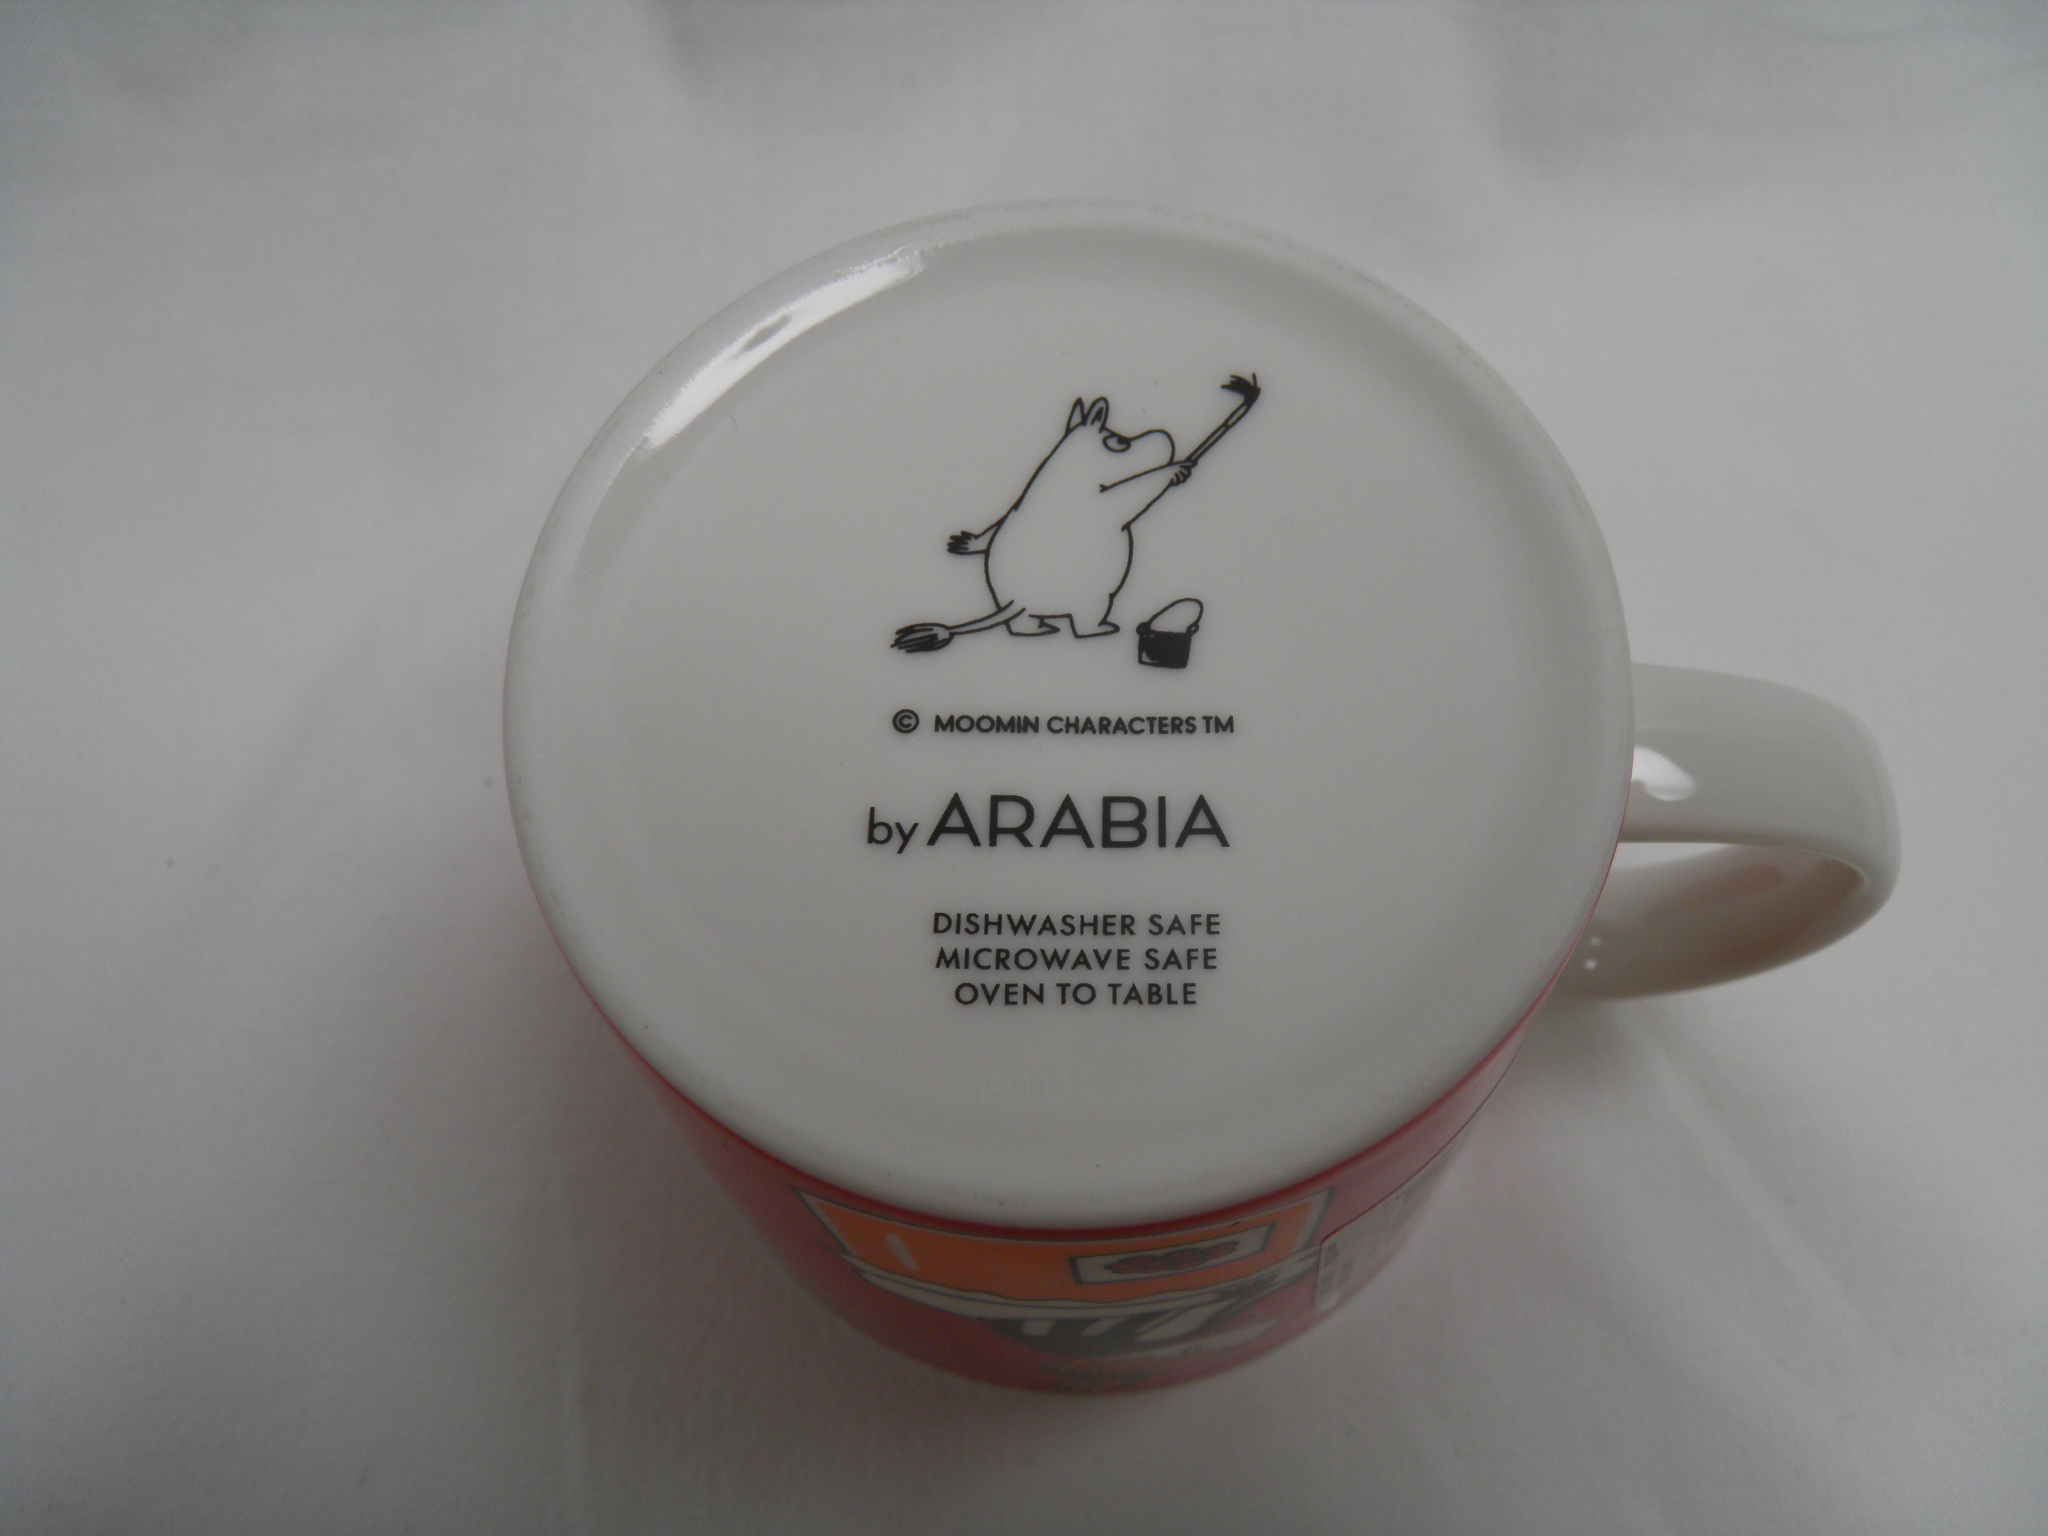 © MOOMIN CHARACTERS TM
by ARABIA
DISHWASHER SAFE
MICROWAVE SAFE
OVEN TO TABLE